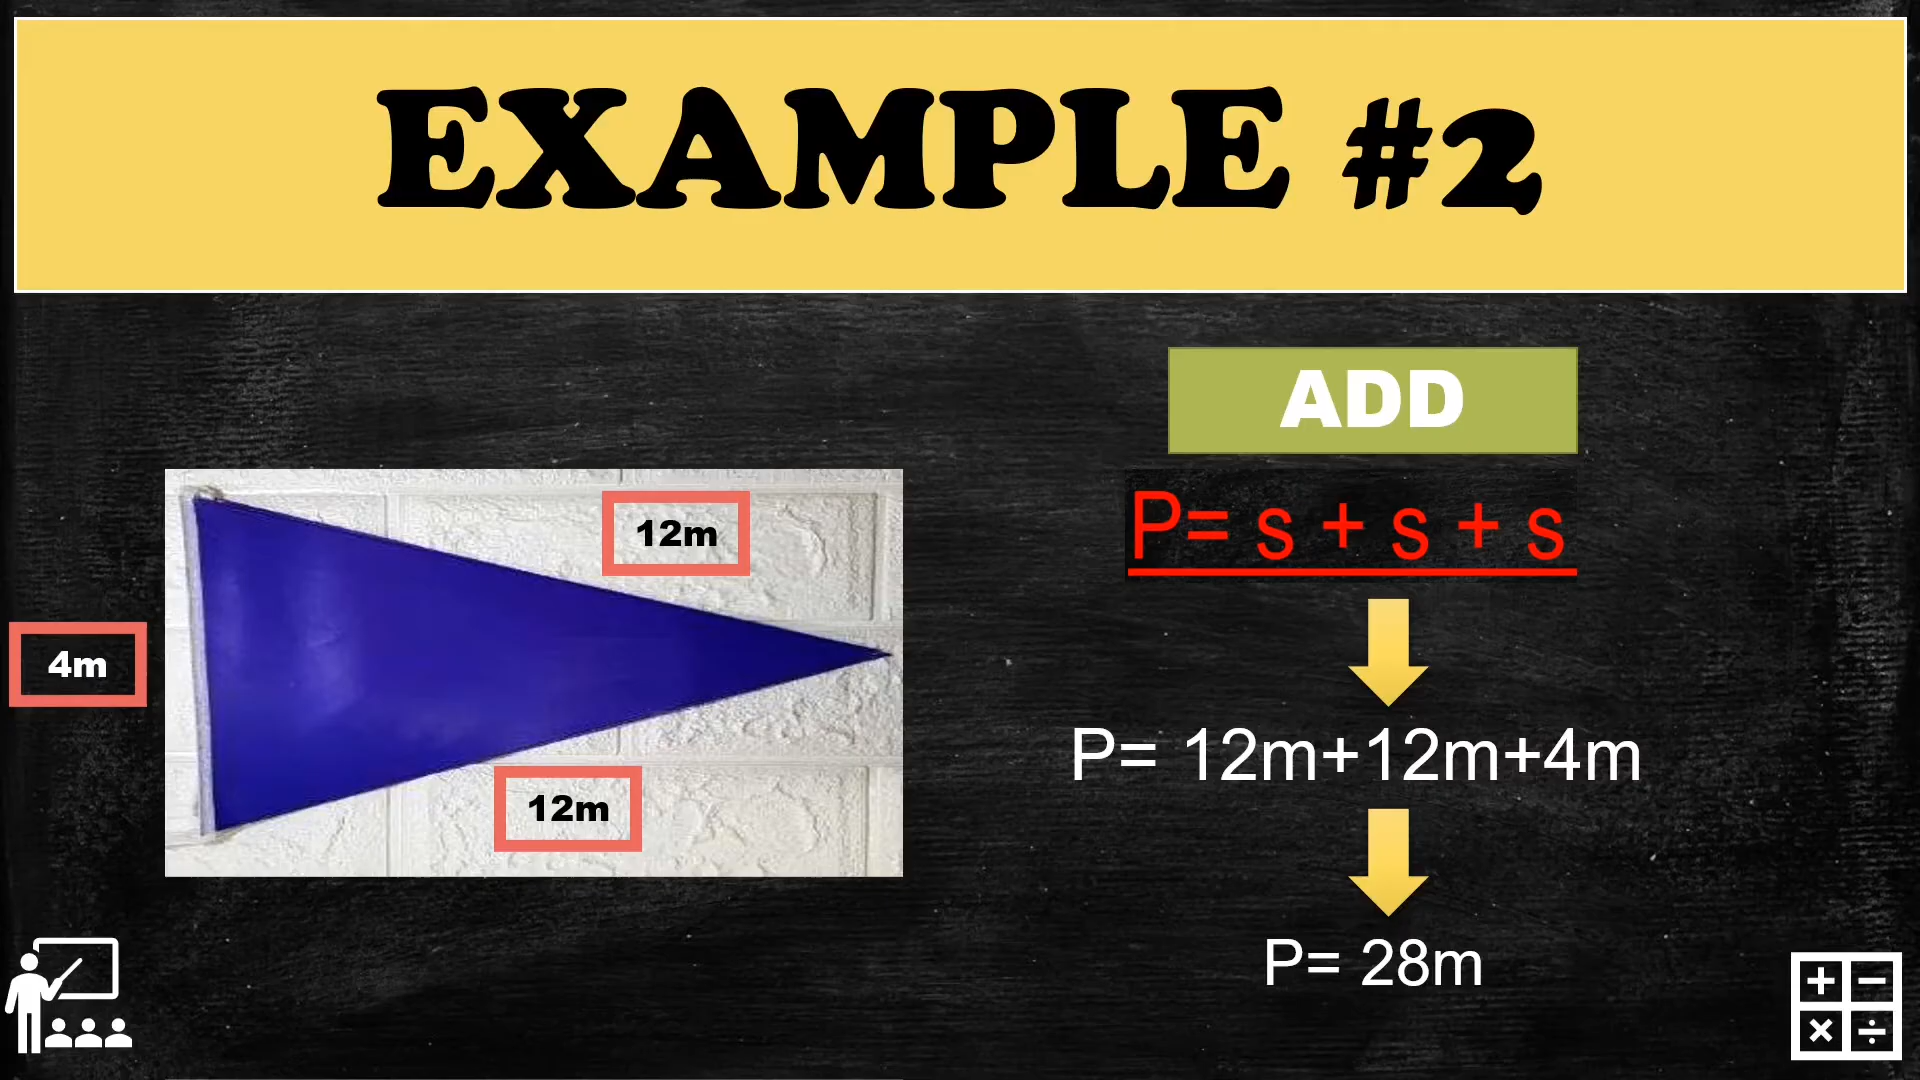 EXAMPLE #2
ADD
P= s + s + s
12m
4m
P= 12m+12m+4m
12m
P= 28m